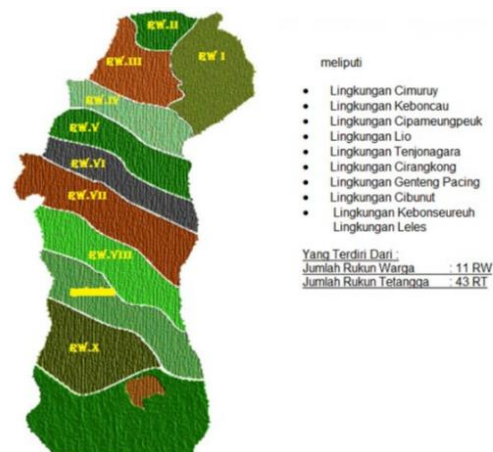 RW.II
RW I
RW.III
RW.IV
RW.V
RW.VI
RW.VII
RW.VIII
RW.X
meliputi
• Lingkungan Cimuruy
• Lingkungan Keboncau
• Lingkungan Cipameungpeuk
• Lingkungan Lio
• Lingkungan Tenjonagara
• Lingkungan Cirangkong
• Lingkungan Genteng Pacing
• Lingkungan Cibunut
• Lingkungan Kebonseureuh
Lingkungan Leles
Yang Terdiri Dari :
Jumlah Rukun Warga : 11 RW
Jumlah Rukun Tetangga : 43 RT